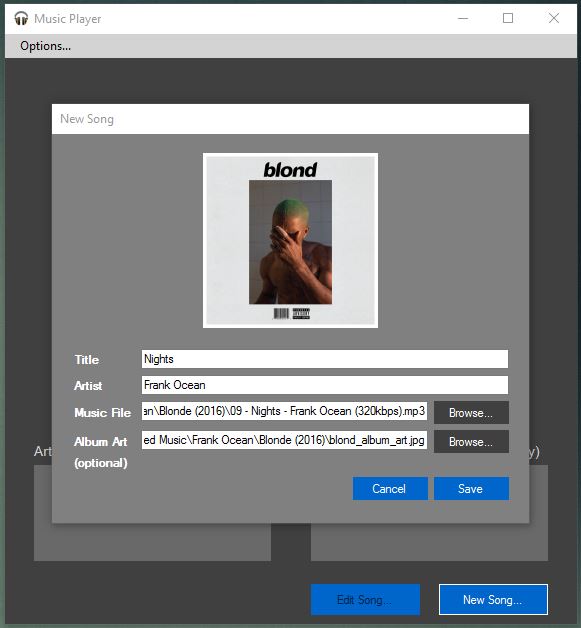 Music Player
Options...
New Song
blond
Title Nights
Artist Frank Ocean
Music File an\Blonde (2016)\09 - Nights - Frank Ocean (320kbps).mp3 Browse...
Album Art ed Music\Frank Ocean\Blonde (2016)\blond_album_art.jpg Browse...
(optional)
Cancel Save
Edit Song... New Song...